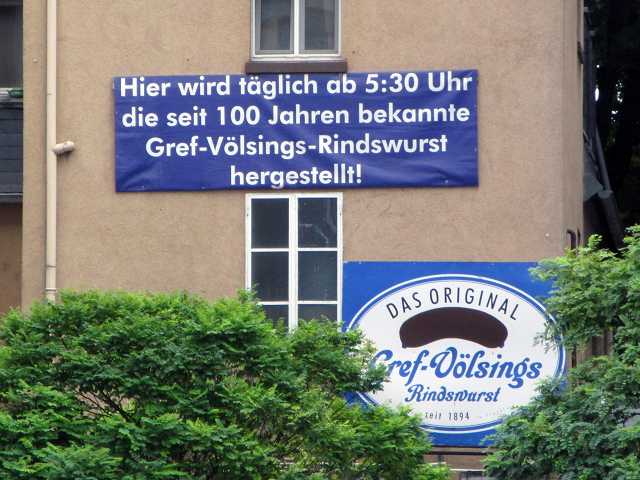 Hier wird täglich ab 5:30 Uhr
die seit 100 Jahren bekannte
Gref-Völsings-Rindswurst
hergestellt!
DAS ORIGINAL
Gref-Völsings
Rindswurst
seit 1894